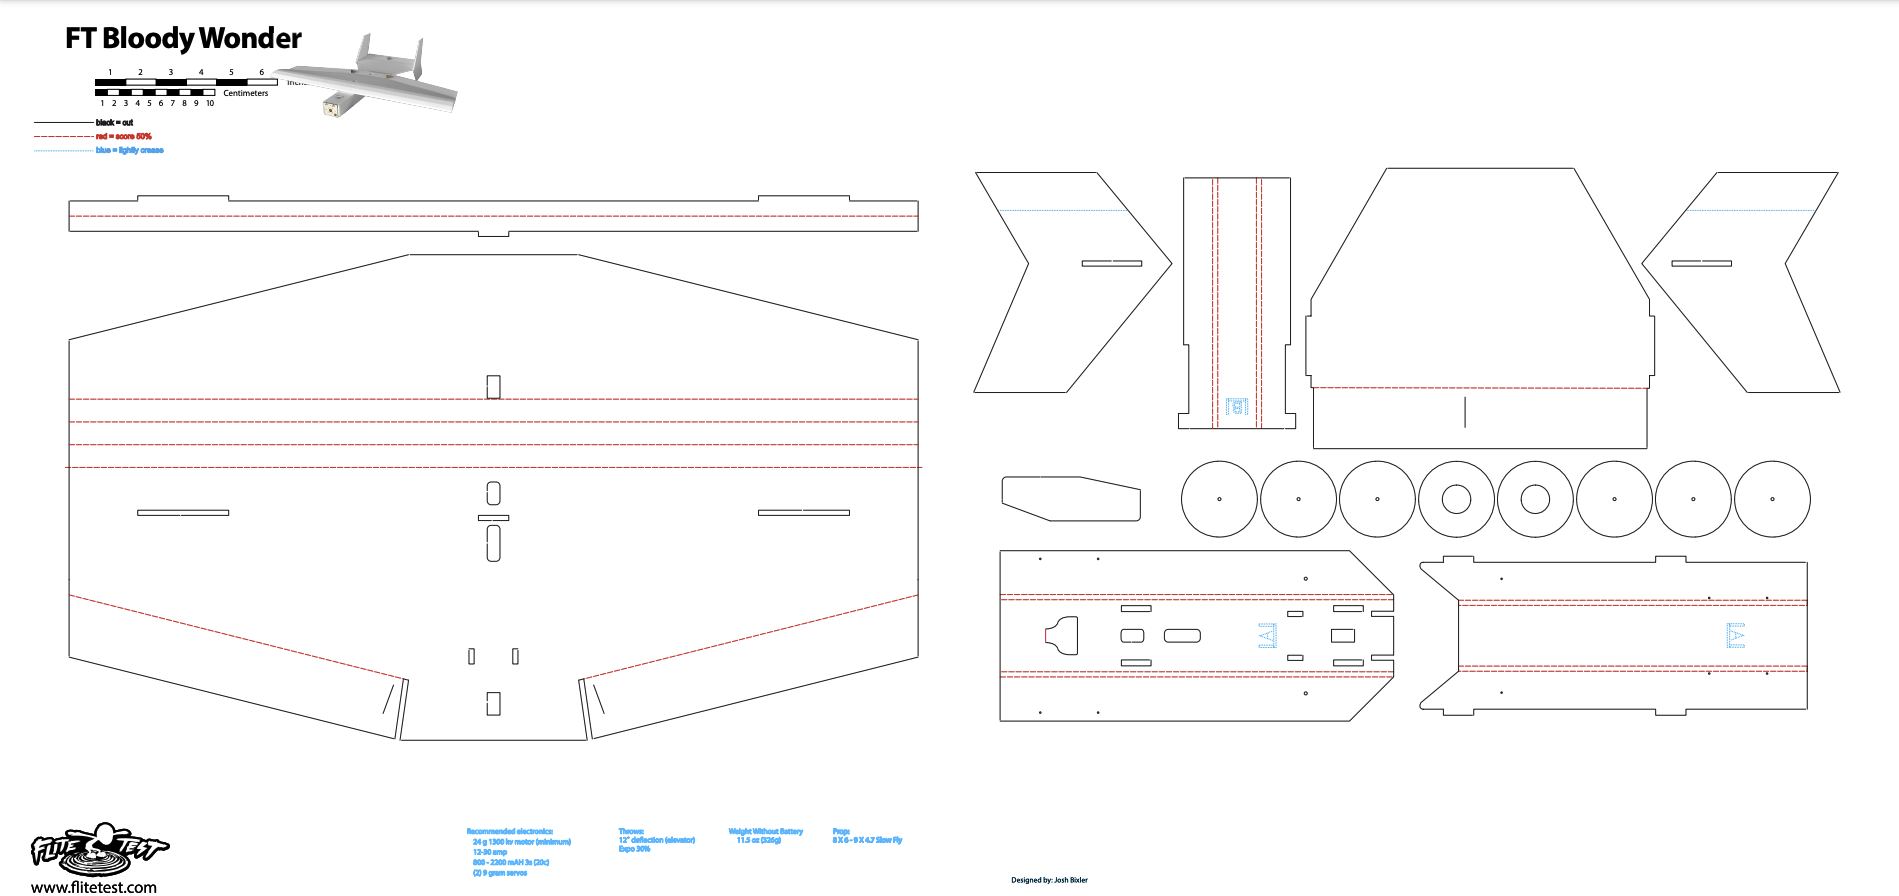 FT Bloody Wonder
1 2 3 4 5 6
Centimeters
1 2 3 4 5 6 7 8 9 10
black = cut
red = score 50%
blue = lightly crease
B
A
A
FLITE TEST
www.flitetest.com
Recommended electronics:
24 g 1300 kv motor (minimum)
12-30 amp
800 - 2200 mAH 3s (20c)
(2) 9 gram servos
Throws:
12° deflection (elevator)
Expo 30%
Weight Without Battery
11.5 oz (326g)
Prop:
8 X 6 - 9 X 4.7 Slow Fly
Designed by: Josh Bixler